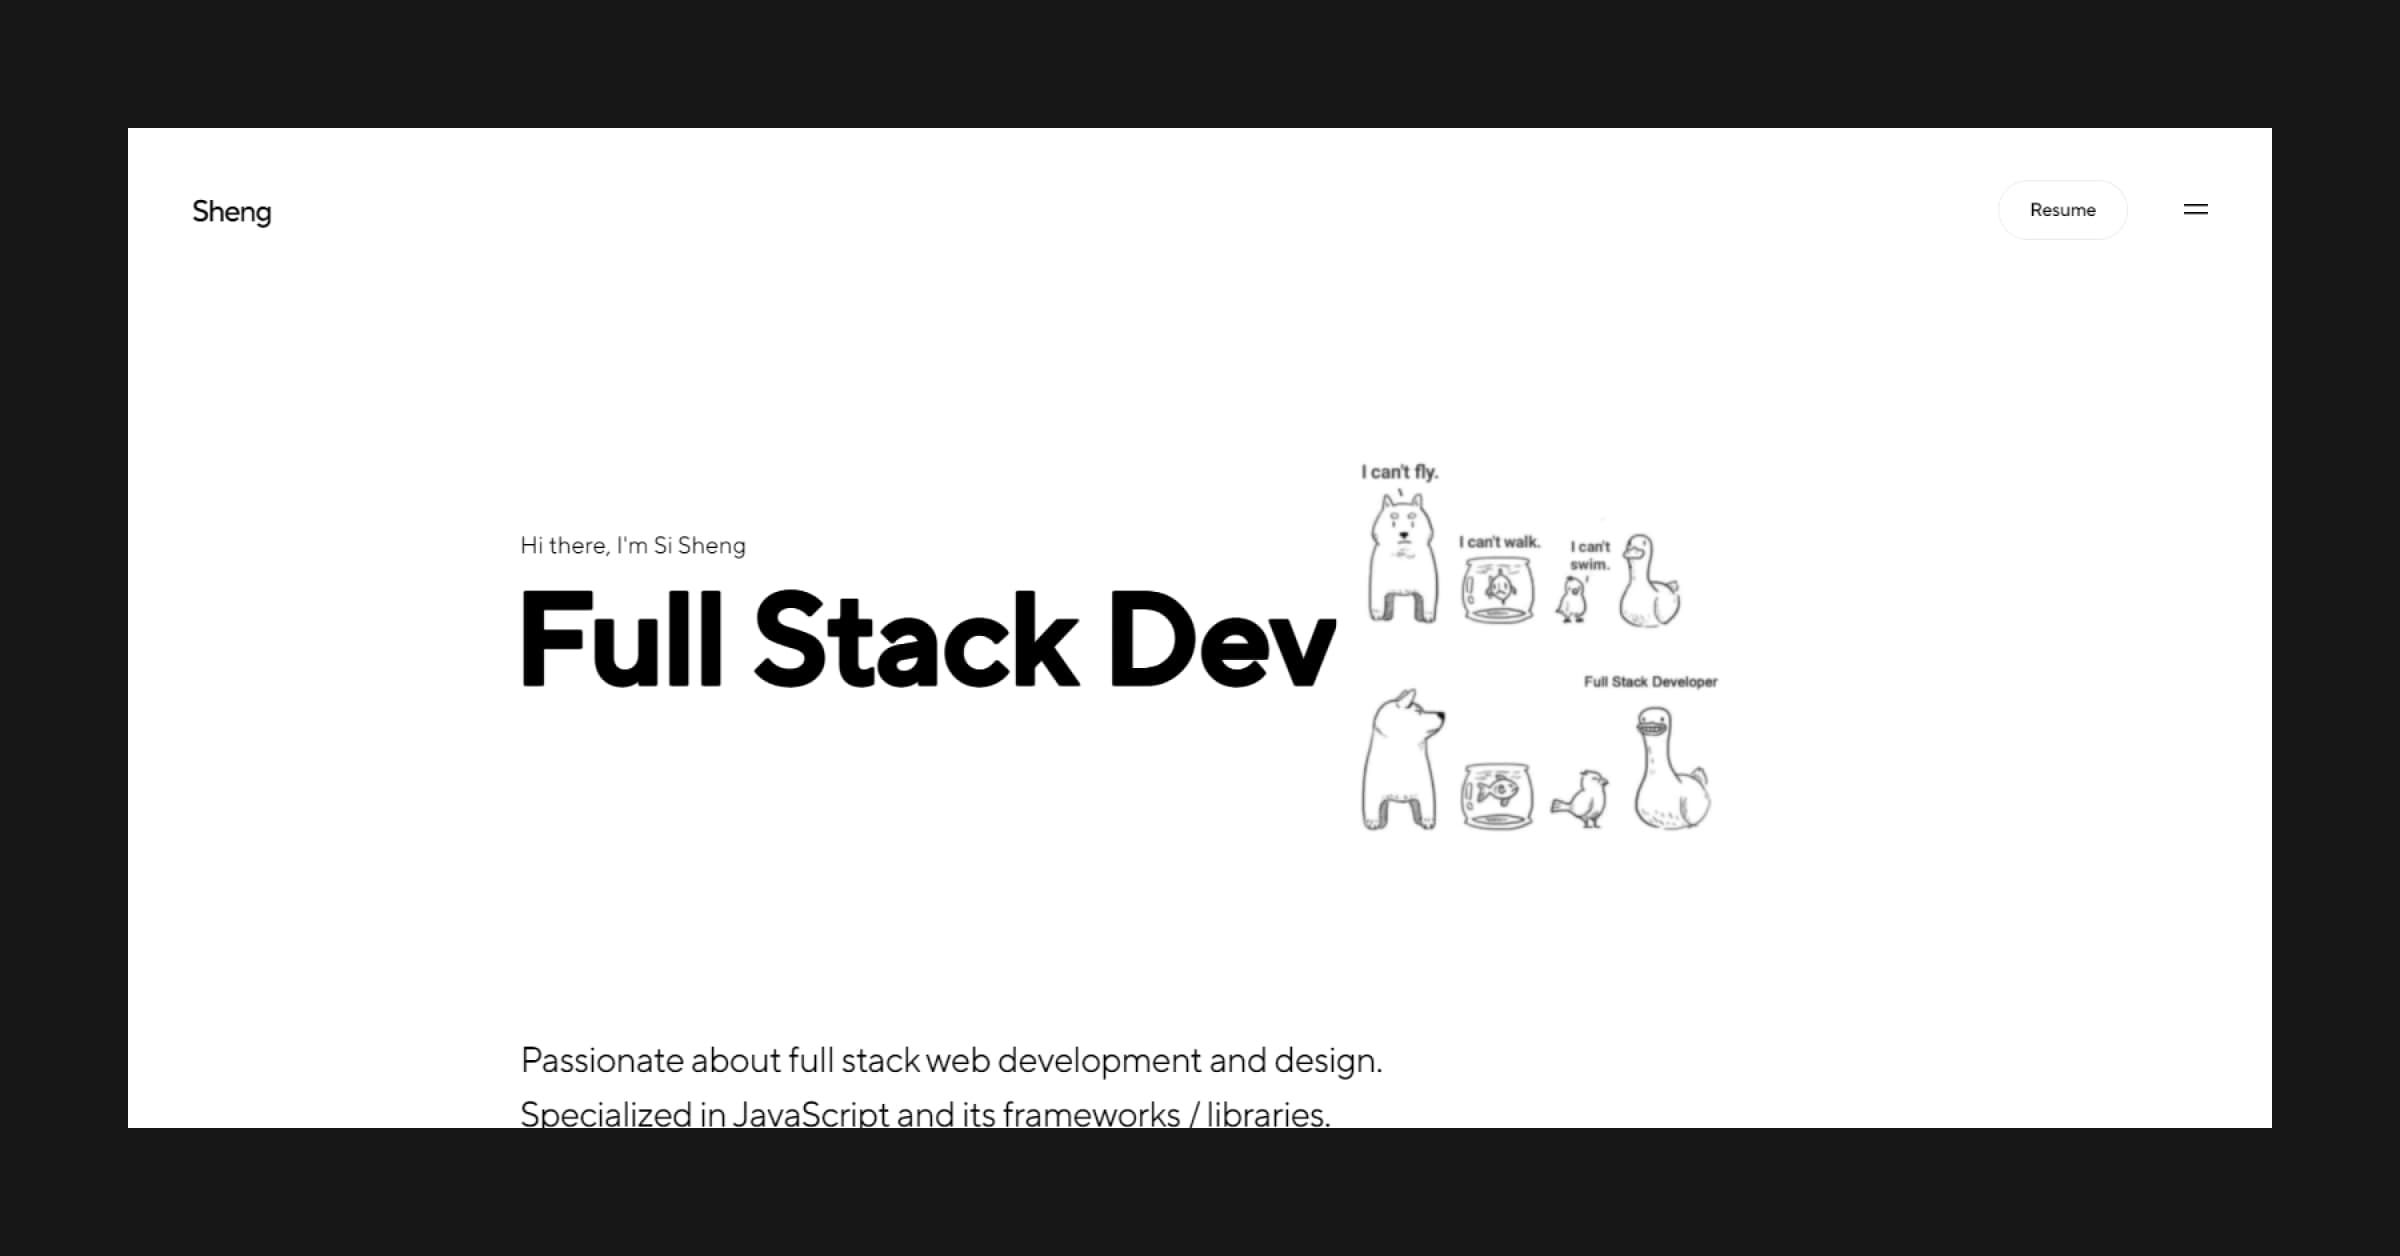 Sheng
Resume
I can't fly.
I can't walk.
I can't
swim.
Hi there, I'm Si Sheng
Full Stack Dev
Full Stack Developer
Passionate about full stack web development and design.
Specialized in JavaScript and its frameworks / libraries.